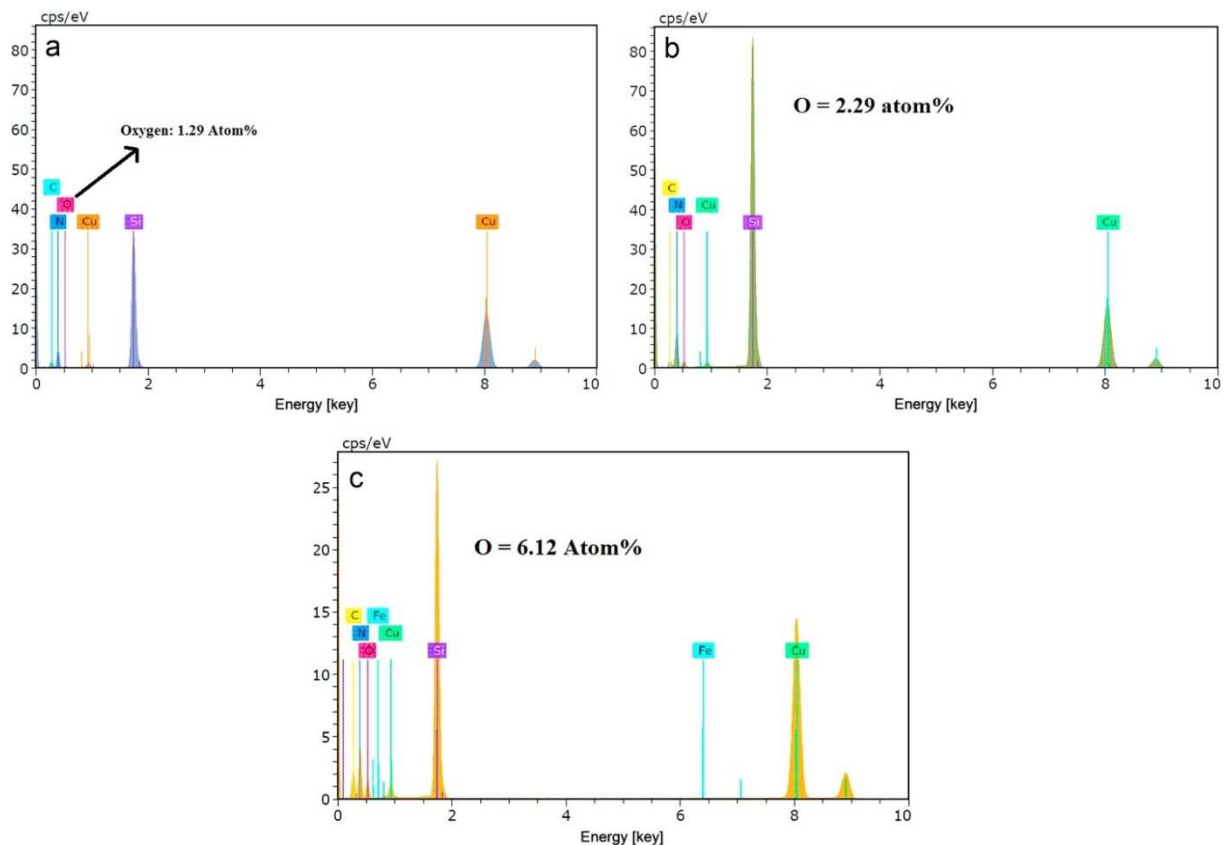 cps/eV
a
80
70
60
50
40
30
20
10
0
Oxygen: 1.29 Atom%
C
O
N
Cu
Si
Cu
0 2 4 6 8 10
Energy [key]
cps/eV
b
80
70
60
50
40
30
20
10
0
O = 2.29 atom%
C
N
Cu
O
Si
Cu
0 2 4 6 8 10
Energy [key]
cps/eV
c
25
20
15
10
5
0
O = 6.12 Atom%
C Fe
N Cu
O
Si
Fe
Cu
0 2 4 6 8 10
Energy [key]